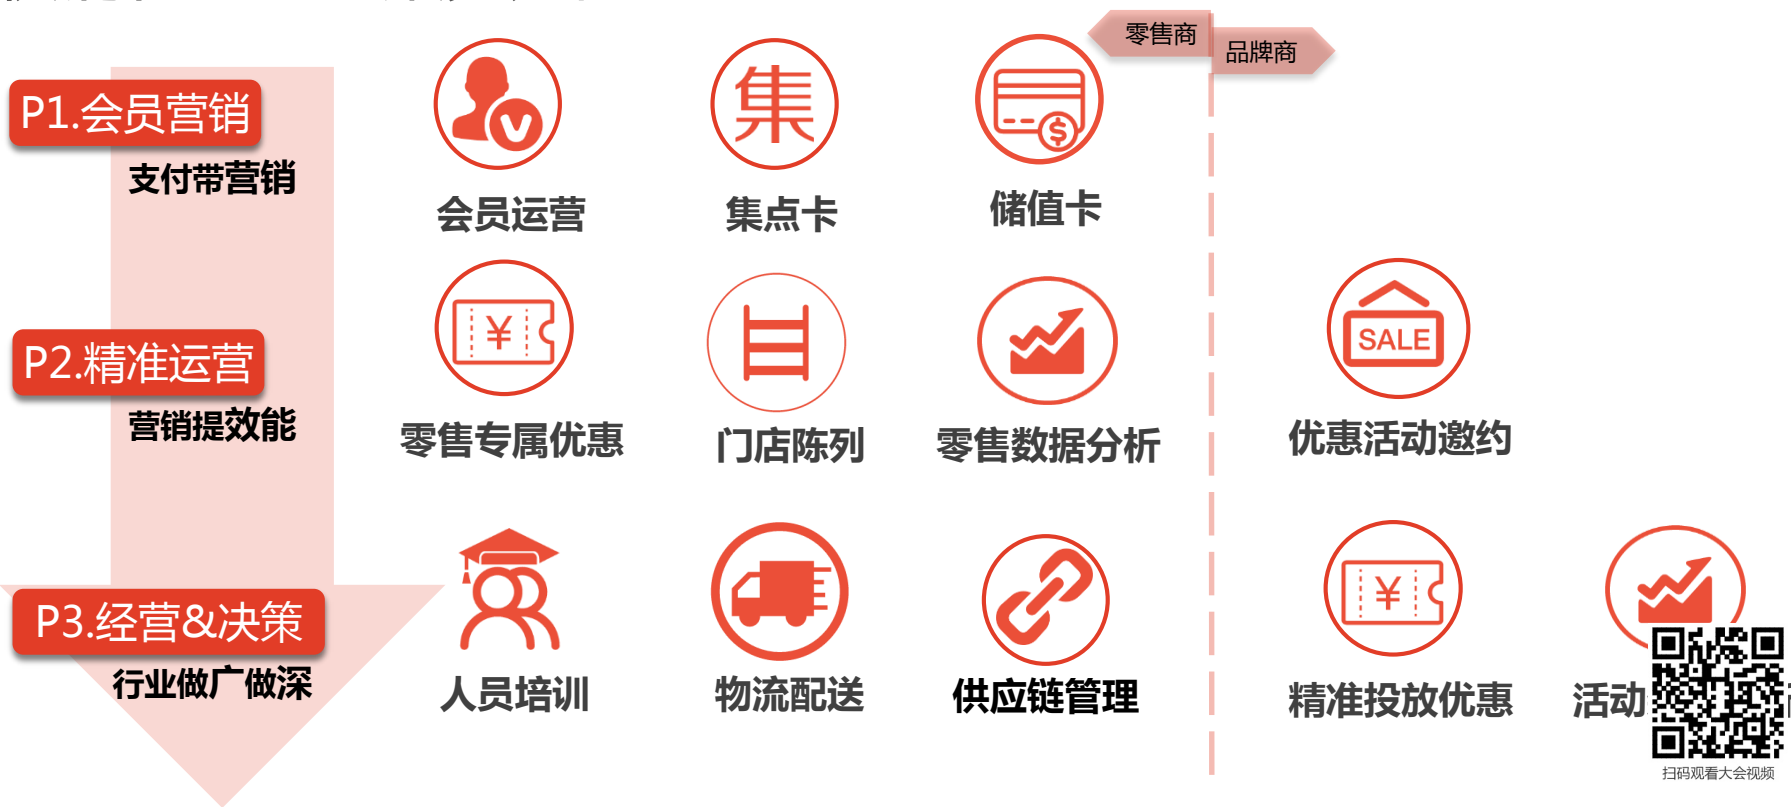 零售商
品牌商
P1.会员营销
支付带营销
集
会员运营
集点卡
储值卡
P2.精准运营
营销提效能
SALE
零售专属优惠
门店陈列
零售数据分析
优惠活动邀约
P3.经营&决策
行业做广做深
人员培训
物流配送
供应链管理
精准投放优惠
活动
扫码观看大会视频